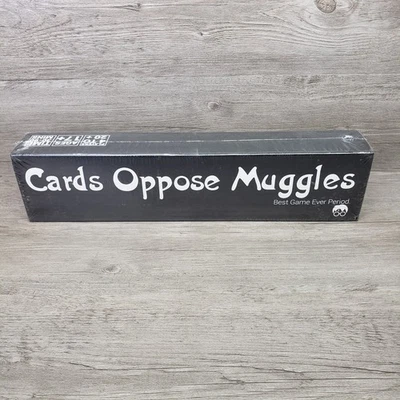 Cards Oppose Muggles
Best Game Ever Period